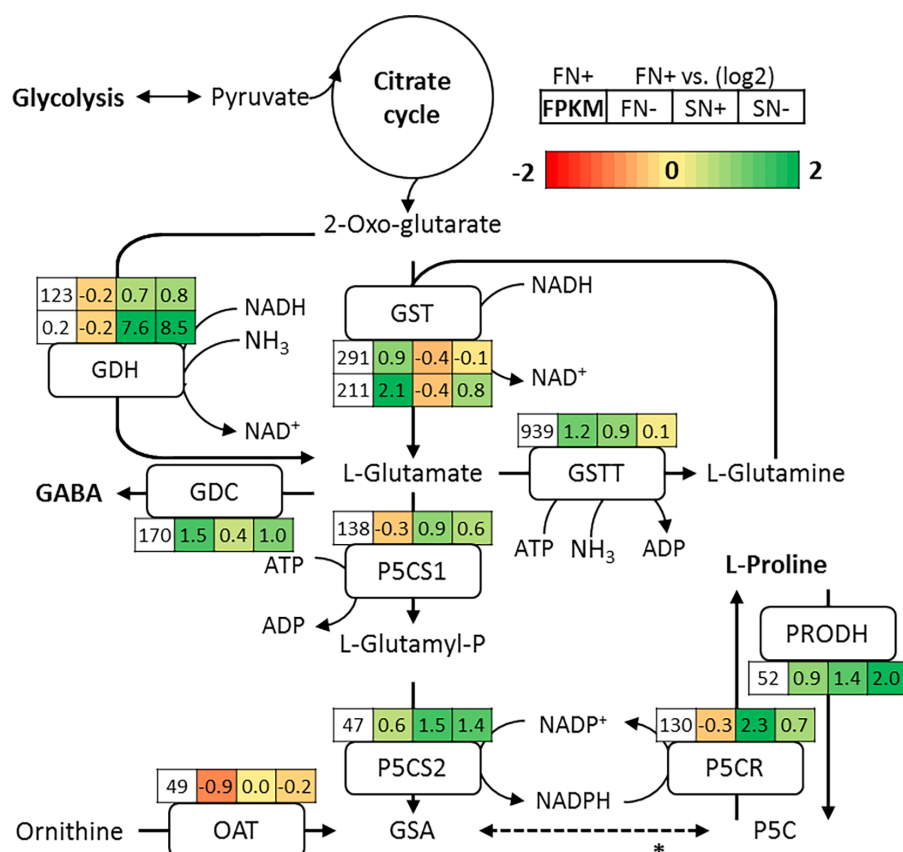 FN+ FN+ vs. (log2)
FPKM FN- SN+ SN-
-2 0 2
Citrate
cycle
Glycolysis Pyruvate
2-Oxo-glutarate
123 -0.2 0.7 0.8
0.2 -0.2 7.6 8.5
GDH
NADH
NH3
NAD+
GST
NADH
291 0.9 -0.4 -0.1
211 2.1 -0.4 0.8
NAD+
939 1.2 0.9 0.1
L-Glutamate GSTT L-Glutamine
ATP NH3 ADP
GABA GDC
170 1.5 0.4 1.0
138 -0.3 0.9 0.6
ATP
P5CS1
ADP
L-Glutamyl-P
L-Proline
PRODH
52 0.9 1.4 2.0
47 0.6 1.5 1.4
P5CS2
NADP+
NADPH
130 -0.3 2.3 0.7
P5CR
49 -0.9 0.0 -0.2
Ornithine OAT GSA P5C
*